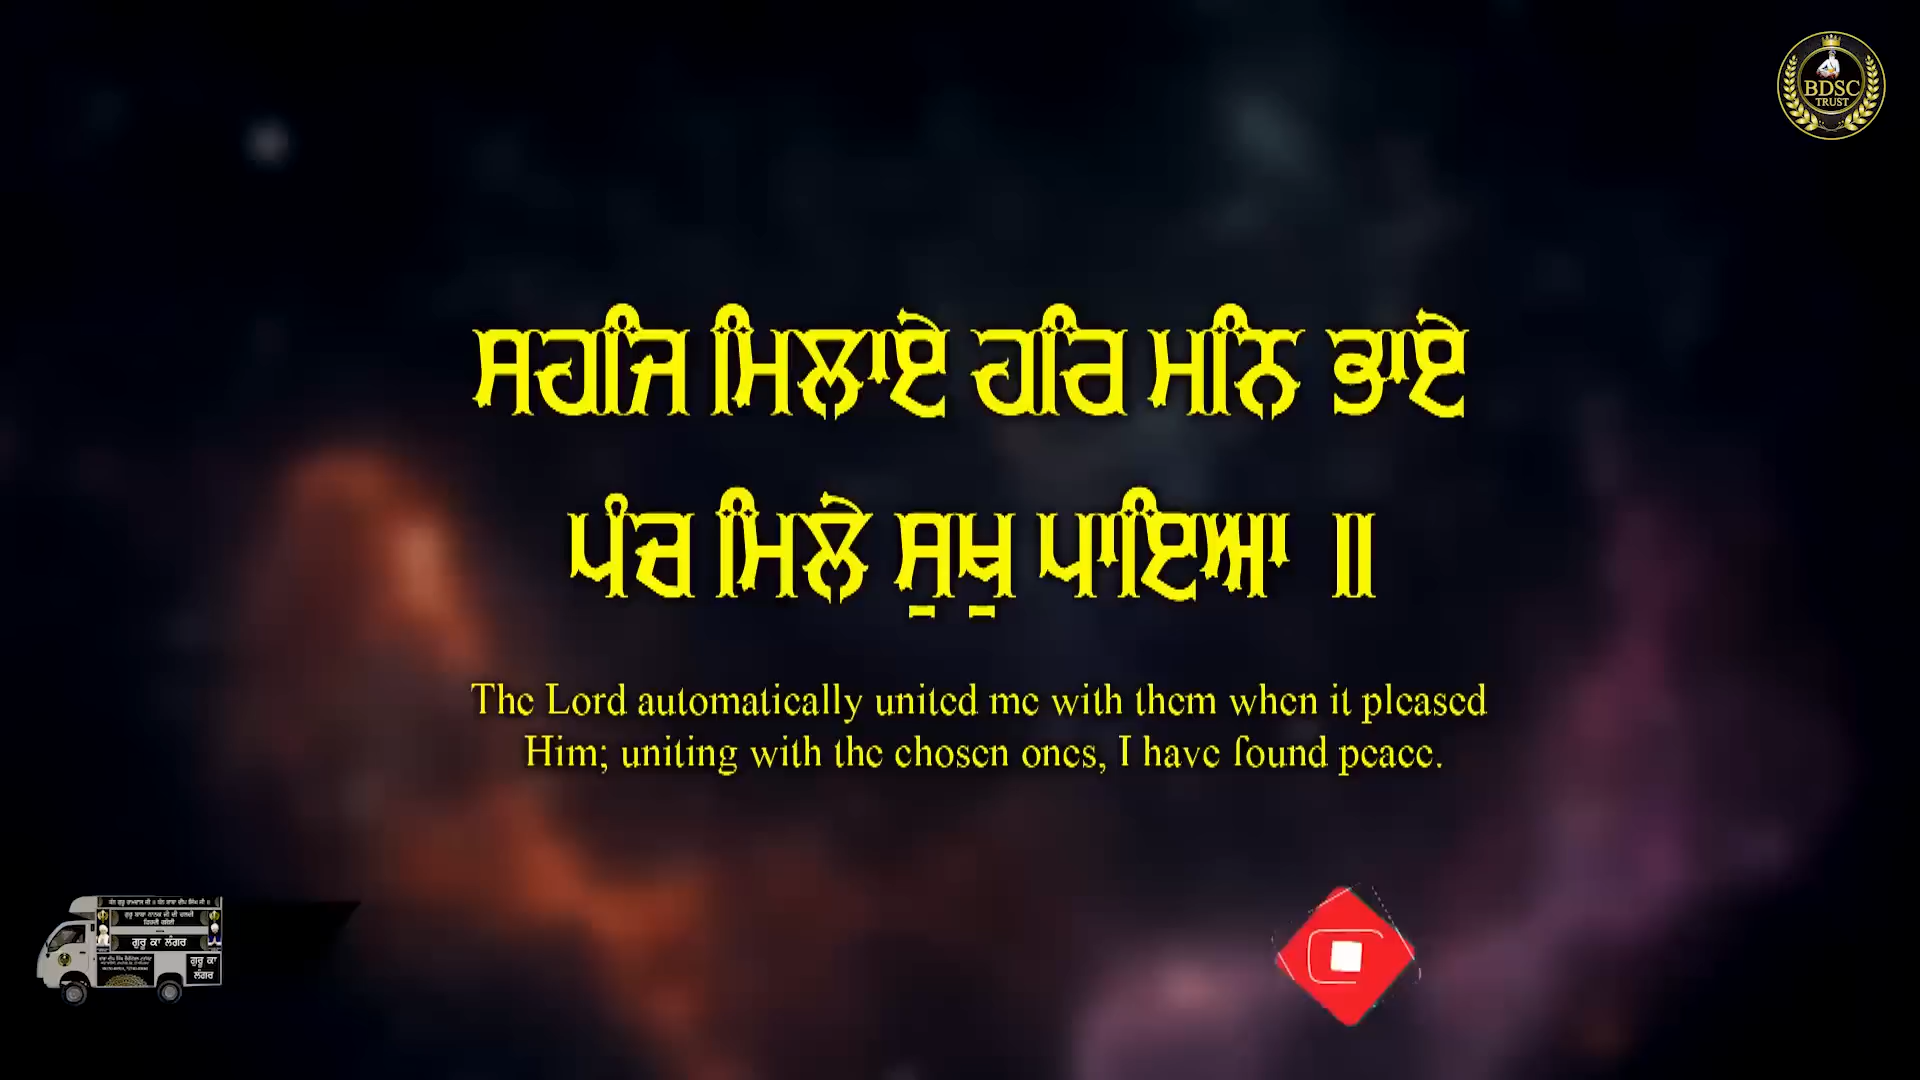 BDSC
TRUST
ਸਹਜਿ ਮਿਲਾਏ ਹਰਿ ਮਨਿ ਭਾਏ
ਪੰਚ ਮਿਲੇ ਸੁਖੁ ਪਾਇਆ ॥
The Lord automatically united me with them when it pleased
Him; uniting with the chosen ones, I have found peace.
ਗੁਰੂ ਕਾ ਲੰਗਰ
ਗੁਰੂ ਕਾ
ਲੰਗਰ